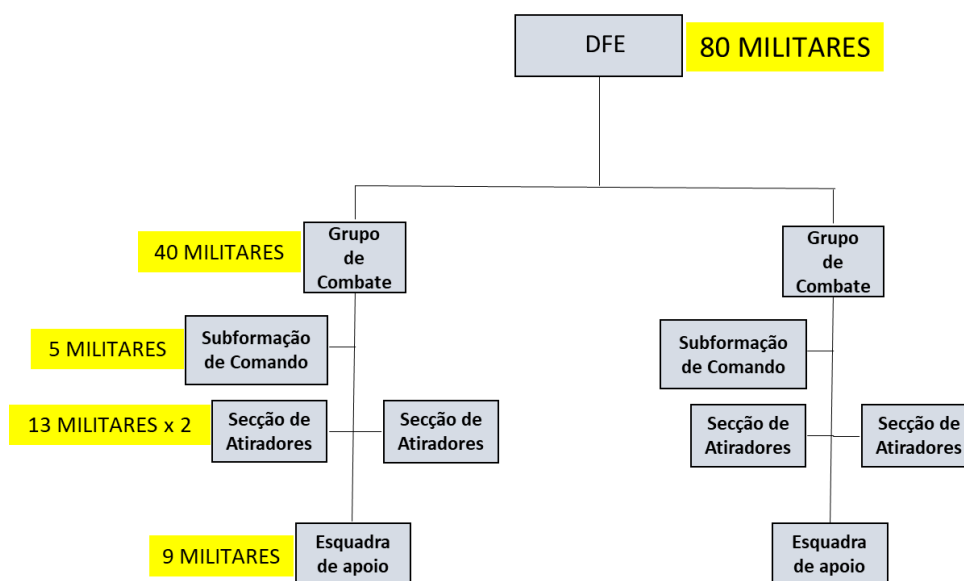 DFE
80 MILITARES
40 MILITARES
Grupo
de
Combate
Grupo
de
Combate
5 MILITARES
Subformação
de Comando
Subformação
de Comando
13 MILITARES x 2
Secção de
Atiradores
Secção de
Atiradores
Secção de
Atiradores
Secção de
Atiradores
9 MILITARES
Esquadra
de apoio
Esquadra
de apoio